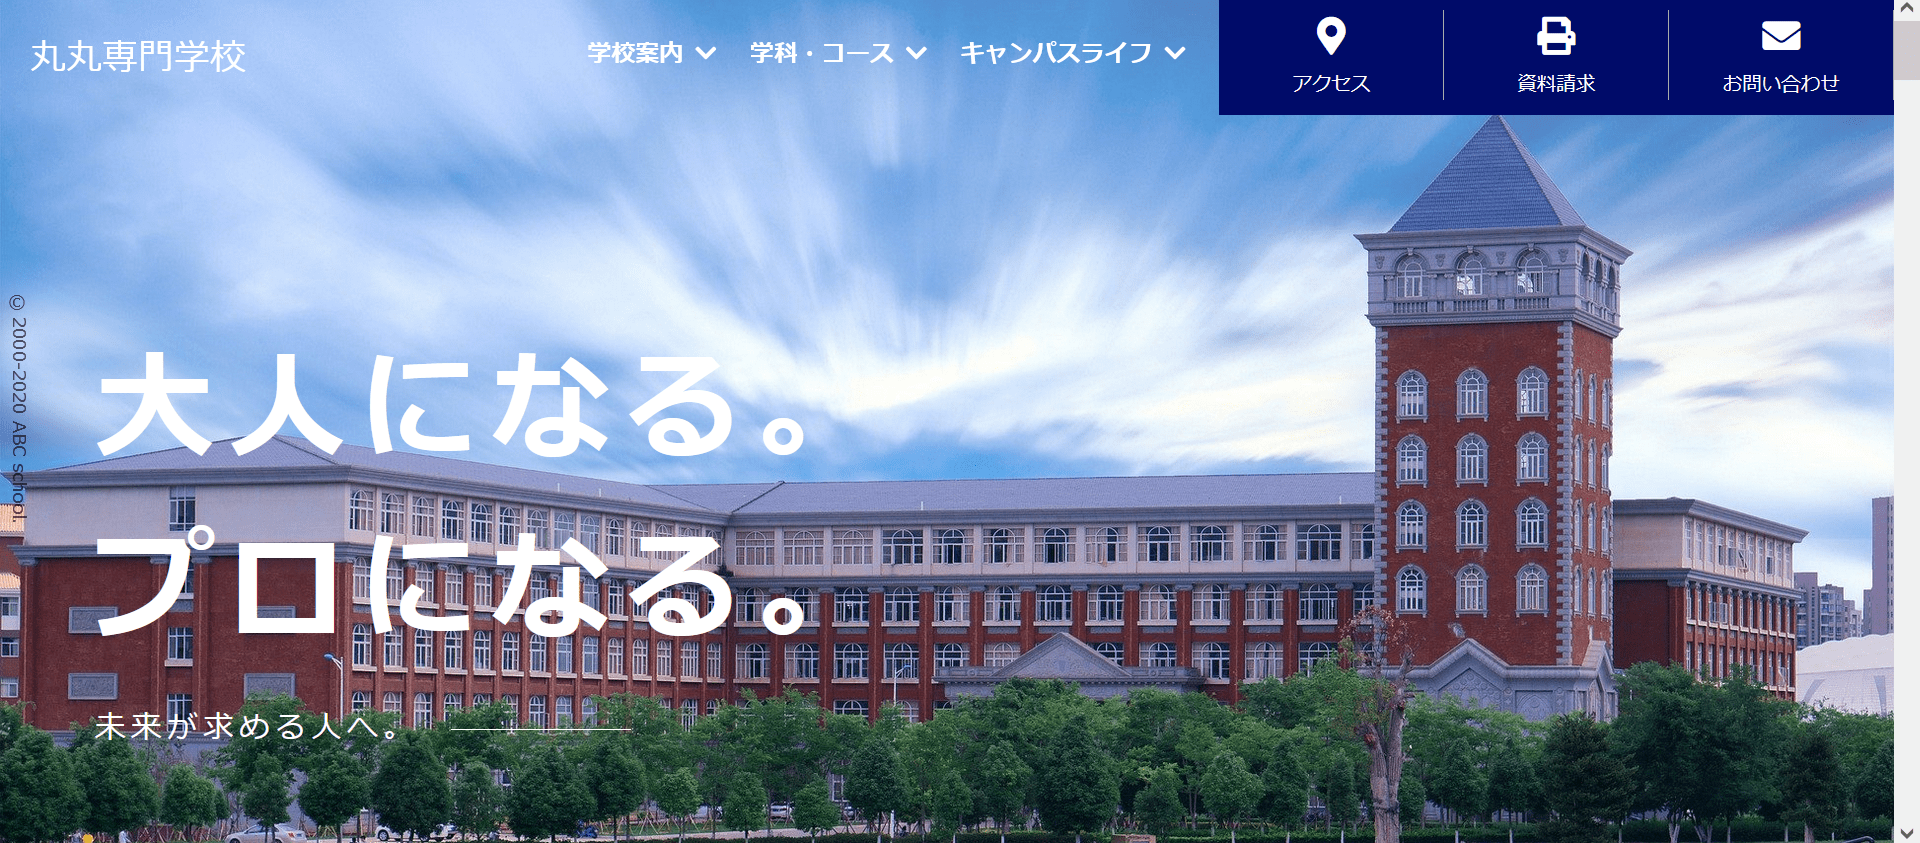 丸丸専門学校
学校案内
学科・コース
キャンパスライフ
アクセス
資料請求
お問い合わせ
© 2000-2020 ABC school.
大人になる。
プロになる。
未来が求める人へ。